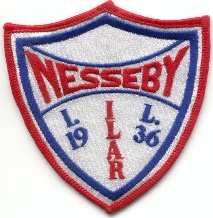 NESSEBY
I. L.
19 36
ILAR